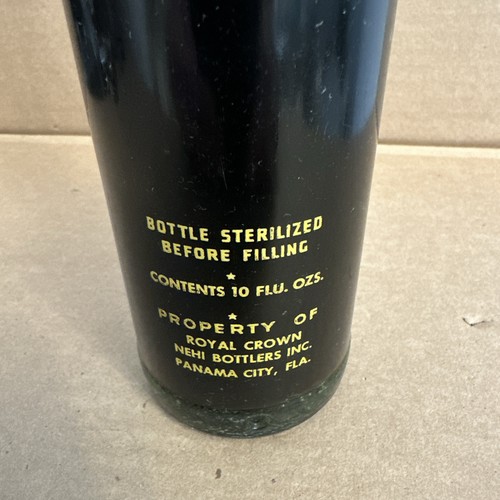 BOTTLE STERILIZED
BEFORE FILLING
★
CONTENTS 10 FLU. OZS.
★
PROPERTY OF
ROYAL CROWN
NEHI BOTTLERS INC.
PANAMA CITY, FLA.